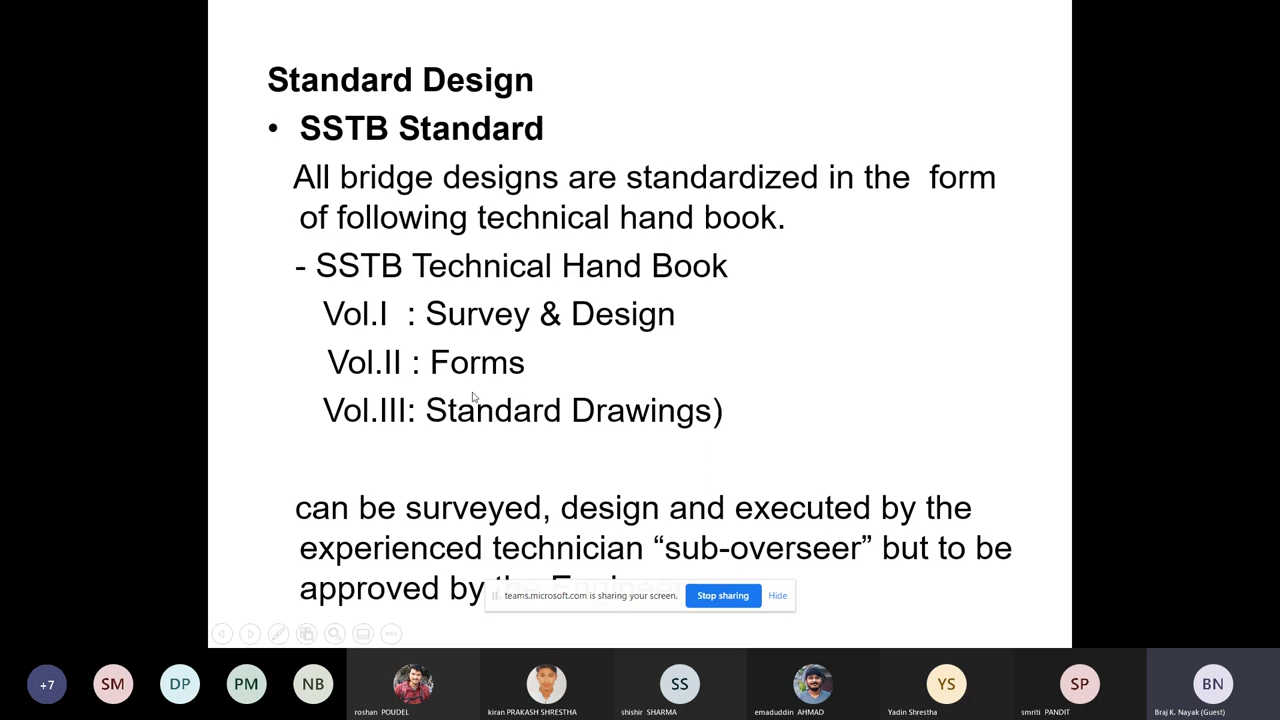 Standard Design
• SSTB Standard
All bridge designs are standardized in the form
of following technical hand book.
- SSTB Technical Hand Book
Vol.I : Survey & Design
Vol.II : Forms
Vol.III: Standard Drawings)
can be surveyed, design and executed by the
experienced technician “sub-overseer” but to be
approved by the Engineer
teams.microsoft.com is sharing your screen. Stop sharing Hide
+7 SM DP PM NB SS YS SP BN
roshan POUDEL kiran PRAKASH SHRESTHA shishir SHARMA emaduddin AHMAD Yadin Shrestha smriti PANDIT Braj K. Nayak (Guest)